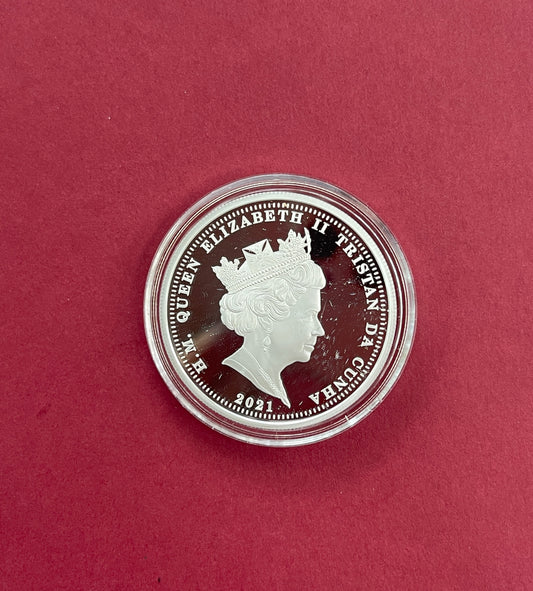 H.M. QUEEN ELIZABETH II TRISTAN DA CUNHA
2021